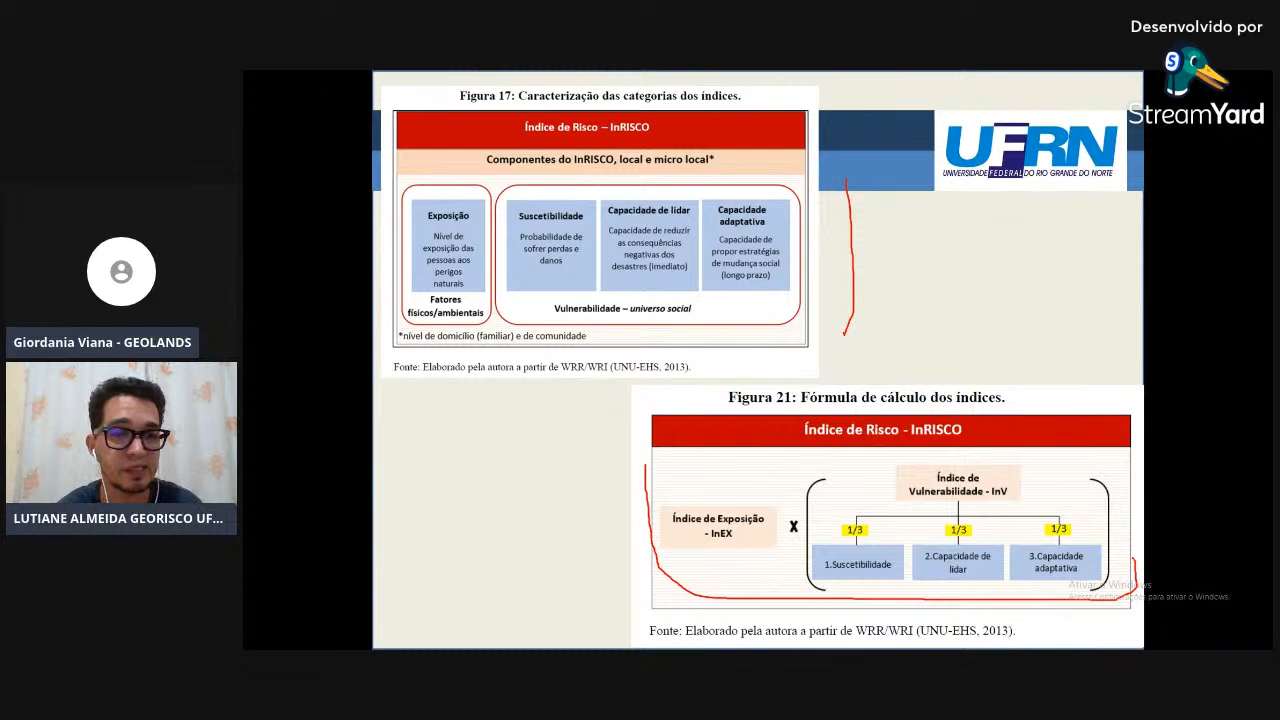 Desenvolvido por
StreamYard
Figura 17: Caracterização das categorias dos índices.
Índice de Risco – InRISCO
Componentes do InRISCO, local e micro local*
Exposição
Nível de
exposição das
pessoas aos
perigos
naturais
Fatores
físicos/ambientais
Suscetibilidade
Probabilidade de
sofrer perdas e
danos
Capacidade de lidar
Capacidade de reduzir
as consequências
negativas dos
desastres (imediato)
Capacidade
adaptativa
Capacidade de
propor estratégias
de mudança social
(longo prazo)
Vulnerabilidade – universo social
*nível de domicílio (familiar) e de comunidade
Fonte: Elaborado pela autora a partir de WRR/WRI (UNU-EHS, 2013).
UFRN
UNIVERSIDADE FEDERAL DO RIO GRANDE DO NORTE
Giordania Viana - GEOLANDS
LUTIANE ALMEIDA GEORISCO UF...
Figura 21: Fórmula de cálculo dos índices.
Índice de Risco - InRISCO
Índice de Exposição
- InEX
X
Índice de
Vulnerabilidade - InV
1/3
1/3
1/3
1.Suscetibilidade
2.Capacidade de
lidar
3.Capacidade
adaptativa
Fonte: Elaborado pela autora a partir de WRR/WRI (UNU-EHS, 2013).
Ativar o Windows
Acesse Configurações para ativar o Windows.